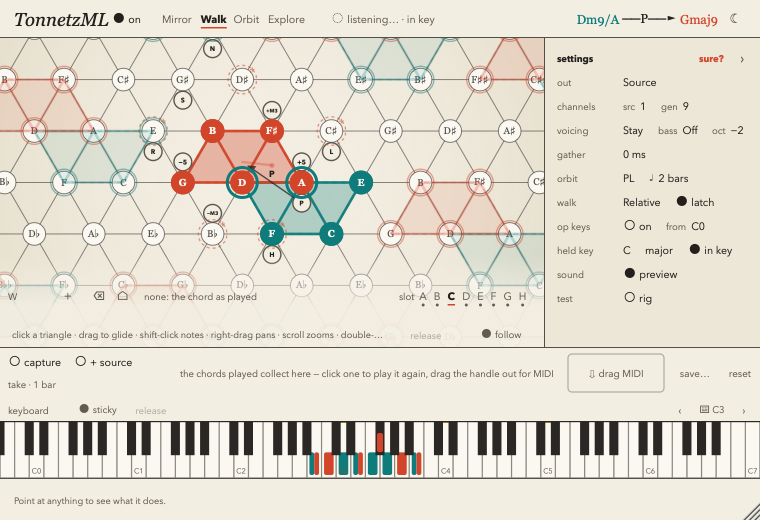 TonnetzML on Mirror Walk Orbit Explore listening… · in key Dm9/A P Gmaj9
N
settings sure? ›
B F♯ C♯ G♯ D♯ A♯ E♯ B♯ F♯♯ C♯
out Source
S
channels src 1 gen 9
+M3
D A E B F♯ C♯ G♯ D♯ A♯
voicing Stay bass Off oct −2
R L
gather 0 ms
−5 +5
P
B♭ F C G D A E B F♯ C♯
orbit PL ♩ 2 bars
walk Relative latch
P
−M3
op keys on from C0
D♭ A♭ E♭ B♭ F C G D A
held key C major in key
H
sound preview
B♭♭ F♭ C♭ G♭ D♭ A♭ E♭ B♭ F C
W + none: the chord as played slot A B C D E F G H
test rig
click a triangle · drag to glide · shift-click notes · right-drag pans · scroll zooms · double-… release follow
capture + source
the chords played collect here – click one to play it again, drag the handle out for MIDI ⇩ drag MIDI save… reset
take · 1 bar
keyboard sticky release ‹ C3 ›
C0 C1 C2 C4 C5 C6 C7
Point at anything to see what it does.